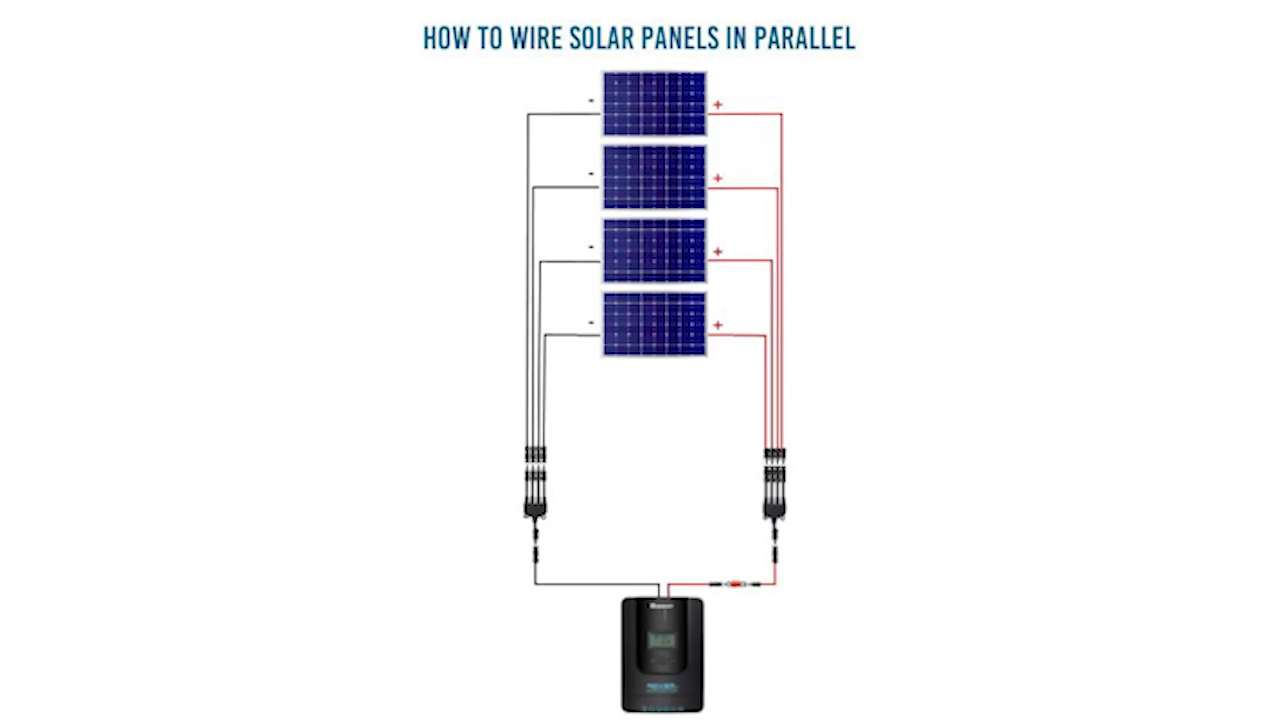 HOW TO WIRE SOLAR PANELS IN PARALLEL
- +
- +
- +
- +